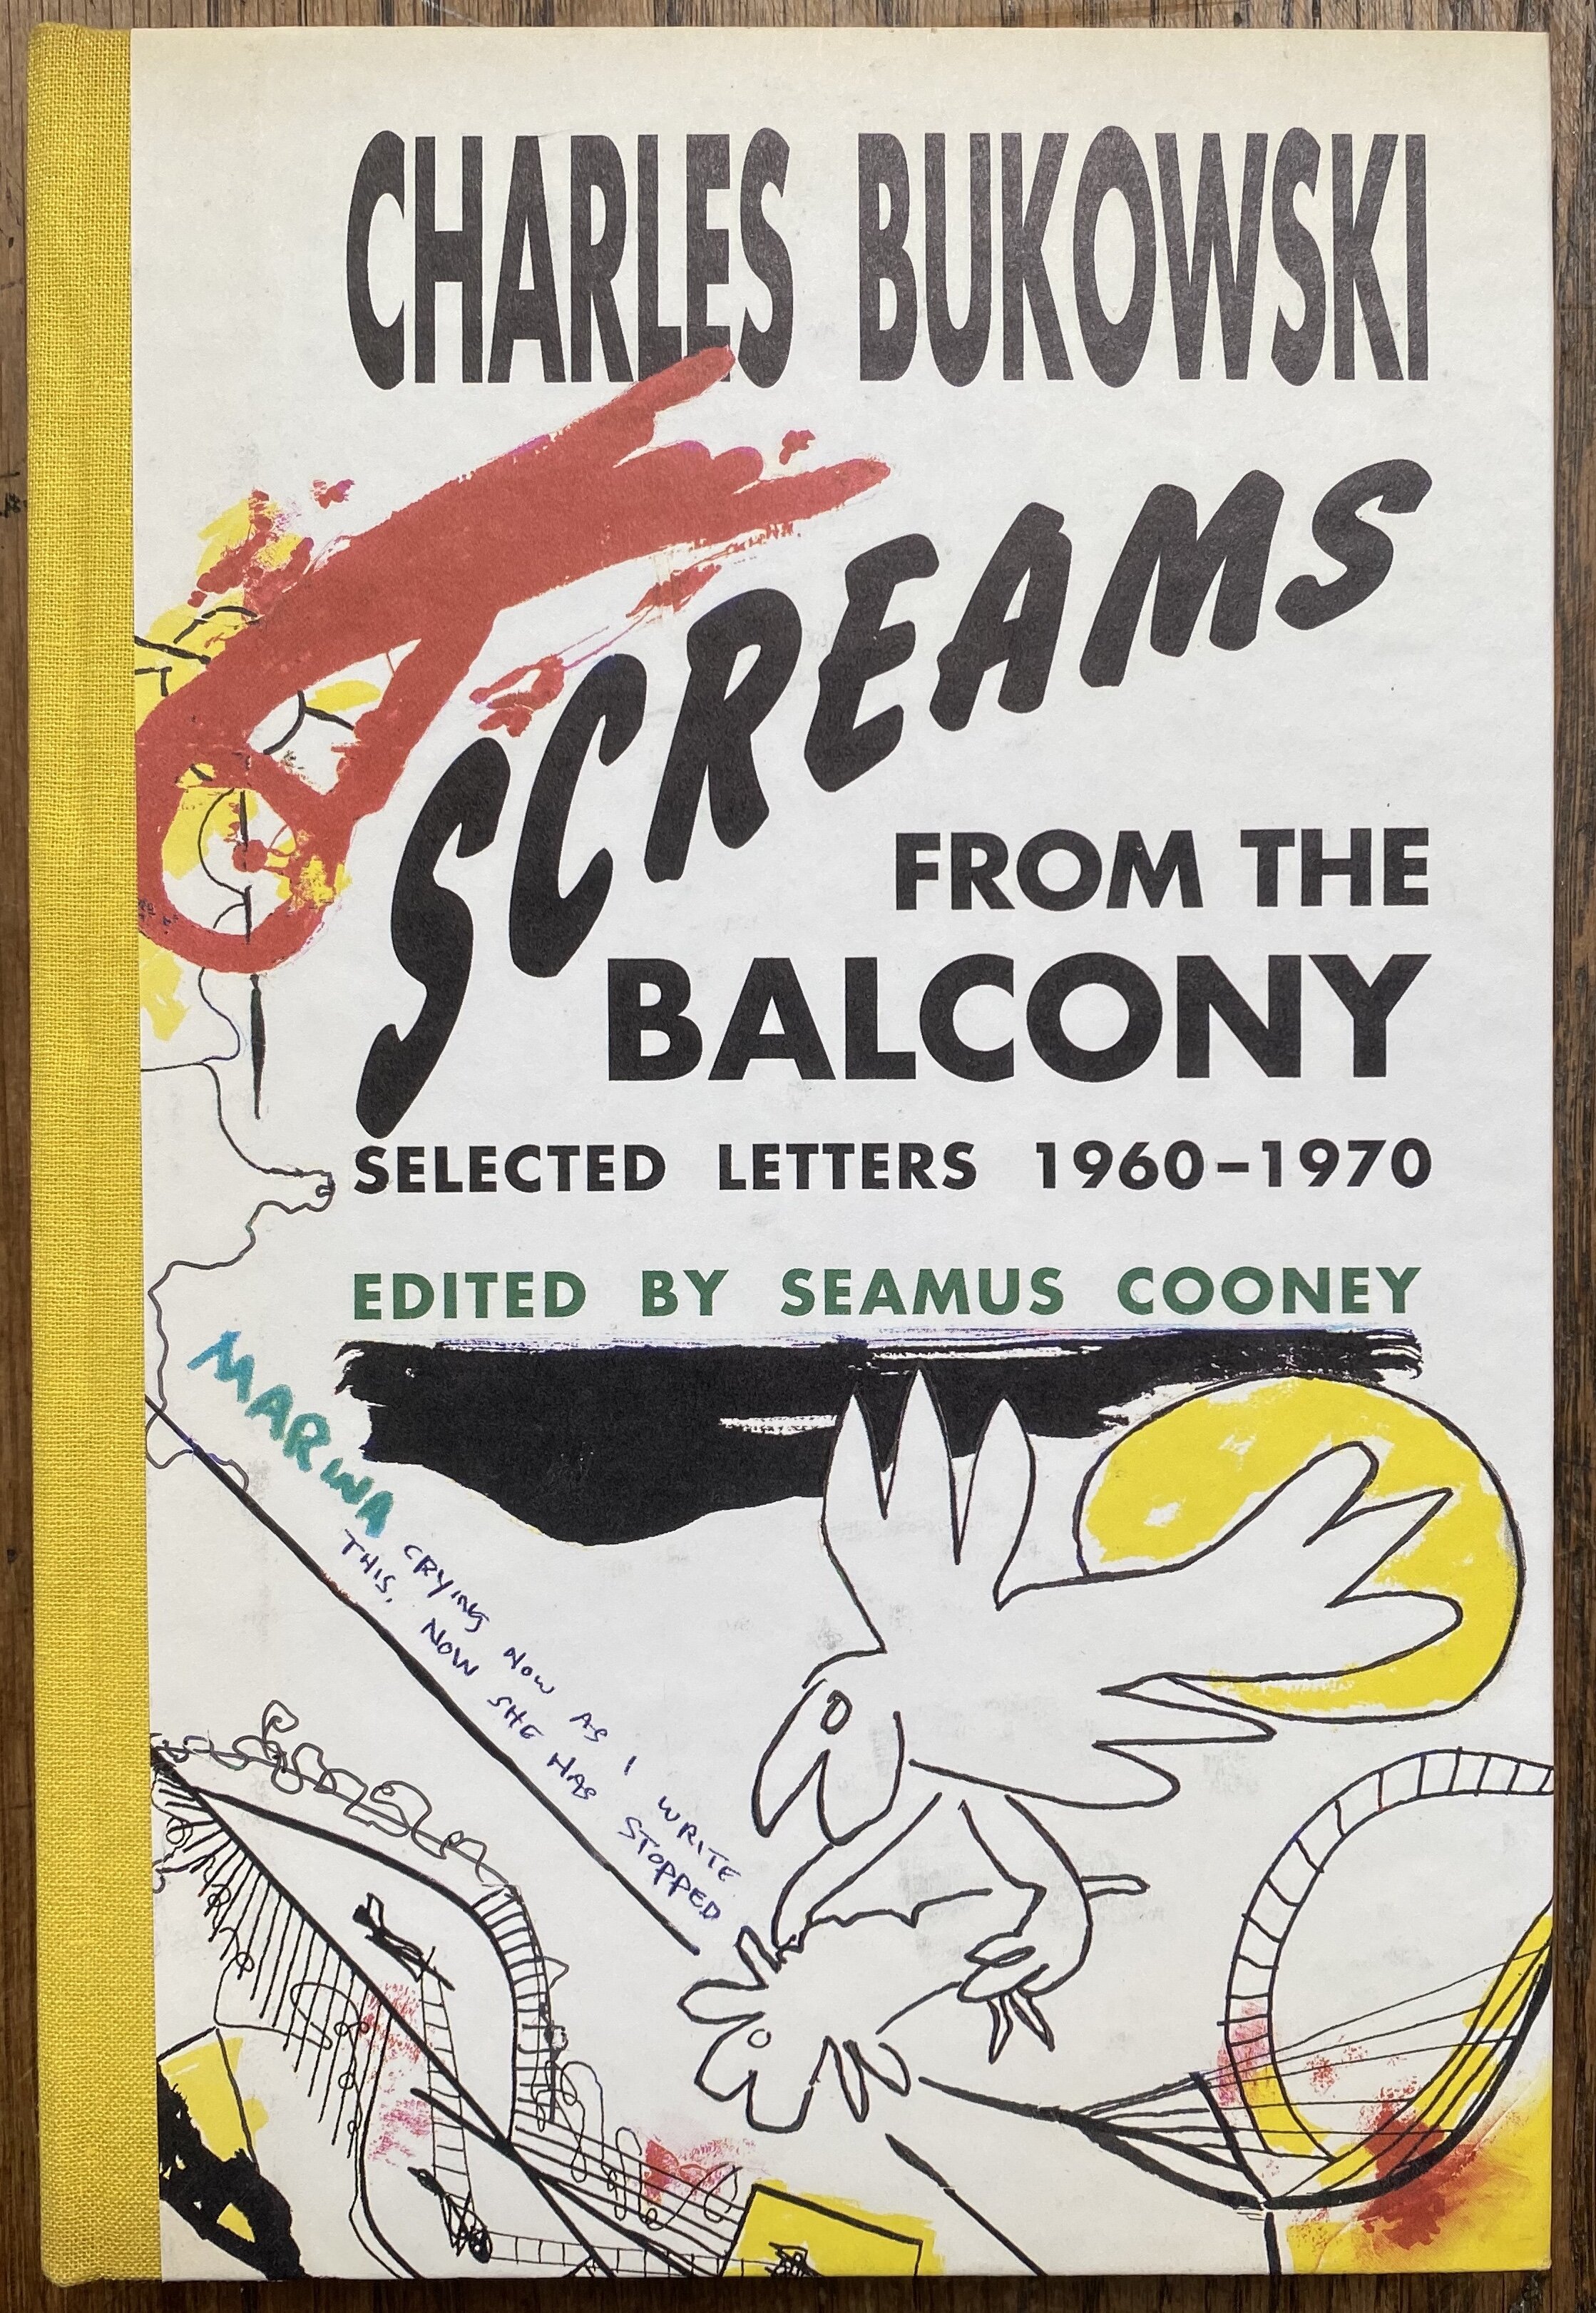 CHARLES BUKOWSKI
SCREAMS
FROM THE
BALCONY
SELECTED LETTERS 1960-1970
EDITED BY SEAMUS COONEY
MARINA
CRYING NOW AS I WRITE
THIS. NOW SHE HAS STOPPED